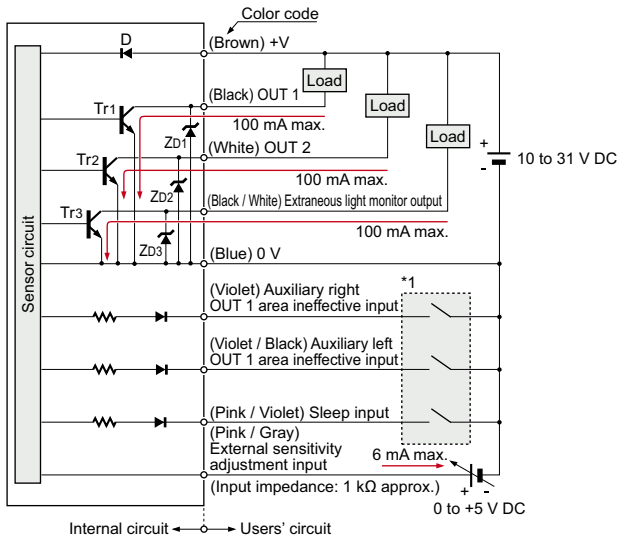 Color code
D
(Brown) +V
(Black) OUT 1
Load
Load
Load
Tr1
100 mA max.
ZD1
+
-
10 to 31 V DC
(White) OUT 2
Tr2
100 mA max.
ZD2
(Black / White) Extraneous light monitor output
Tr3
100 mA max.
ZD3
(Blue) 0 V
Sensor circuit
(Violet) Auxiliary right
OUT 1 area ineffective input
*1
(Violet / Black) Auxiliary left
OUT 1 area ineffective input
(Pink / Violet) Sleep input
(Pink / Gray)
External sensitivity
adjustment input
6 mA max.
(Input impedance: 1 kΩ approx.)
+
-
0 to +5 V DC
Internal circuit
Users' circuit